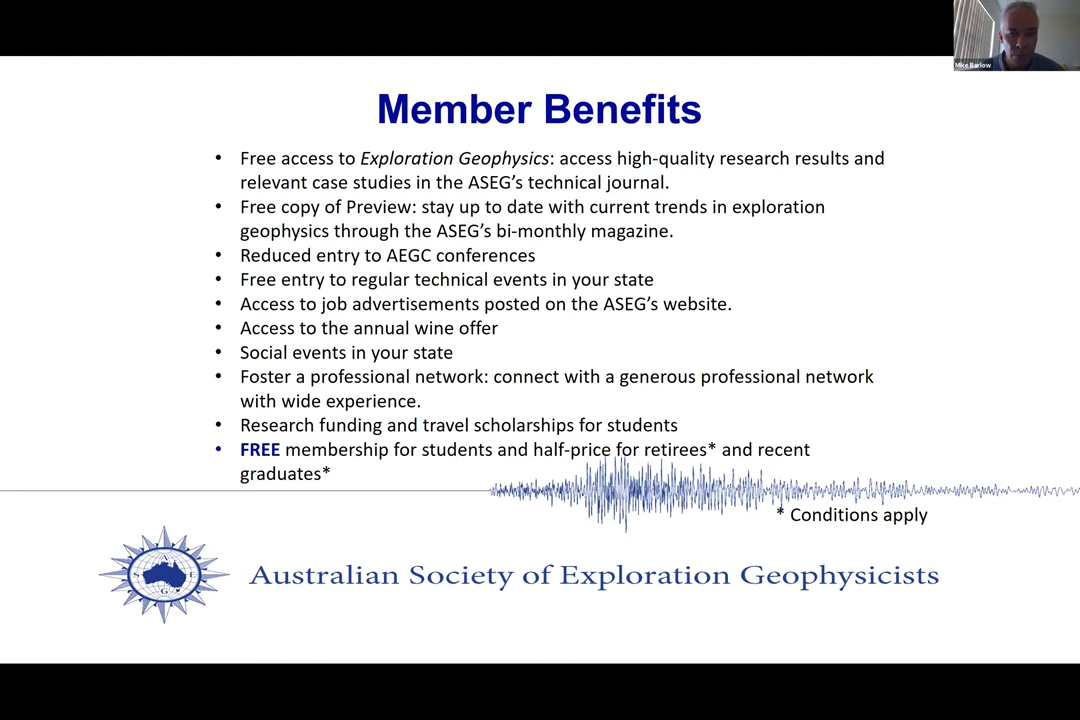 Mike Barlow
Member Benefits
• Free access to Exploration Geophysics: access high-quality research results and
relevant case studies in the ASEG’s technical journal.
• Free copy of Preview: stay up to date with current trends in exploration
geophysics through the ASEG’s bi-monthly magazine.
• Reduced entry to AEGC conferences
• Free entry to regular technical events in your state
• Access to job advertisements posted on the ASEG’s website.
• Access to the annual wine offer
• Social events in your state
• Foster a professional network: connect with a generous professional network
with wide experience.
• Research funding and travel scholarships for students
• FREE membership for students and half-price for retirees* and recent
graduates*
* Conditions apply
A
S E
G
Australian Society of Exploration Geophysicists